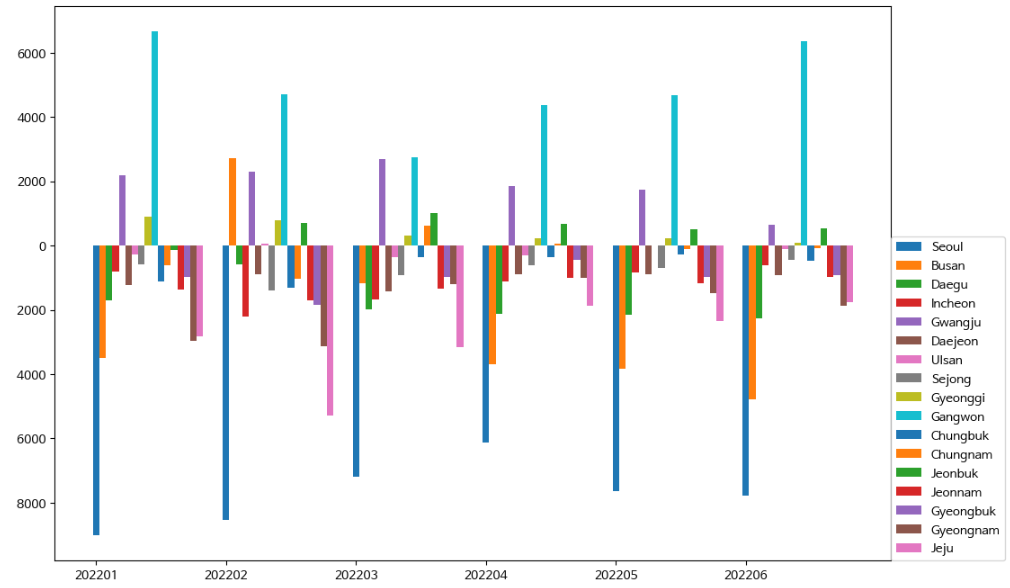 6000
4000
2000
0
2000
4000
6000
8000
202201
202202
202203
202204
202205
202206
Seoul
Busan
Daegu
Incheon
Gwangju
Daejeon
Ulsan
Sejong
Gyeonggi
Gangwon
Chungbuk
Chungnam
Jeonbuk
Jeonnam
Gyeongbuk
Gyeongnam
Jeju